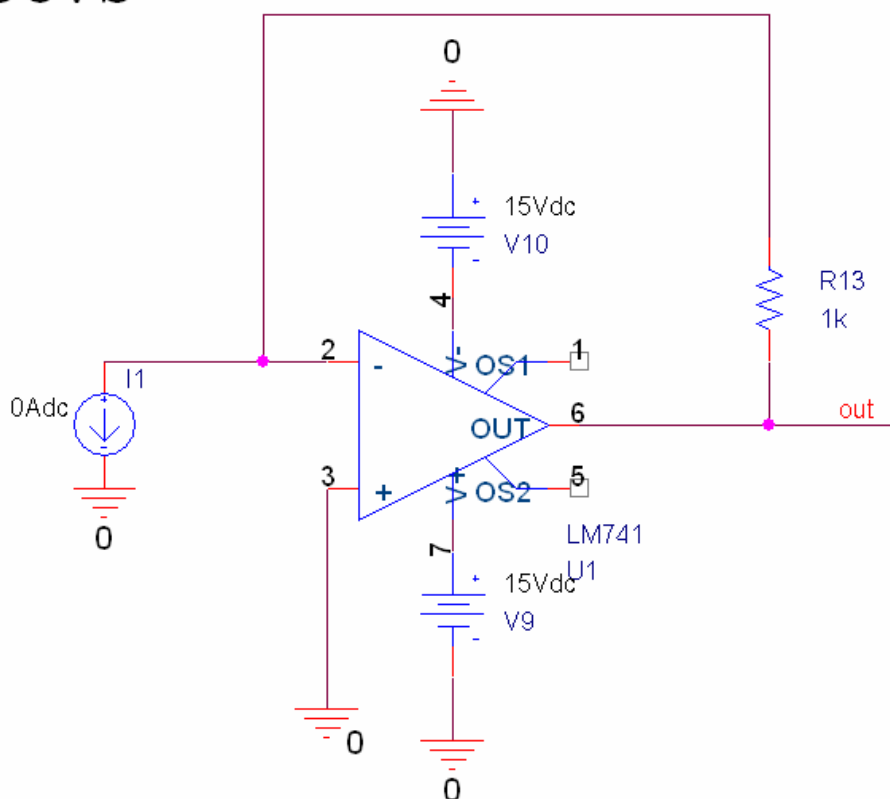 0
15Vdc
V10
4
R13
1k
2
-
V-
OS1
1
I1
0Adc
out
6
OUT
3
+
V+
OS2
5
0
LM741
U1
7
15Vdc
V9
0
0